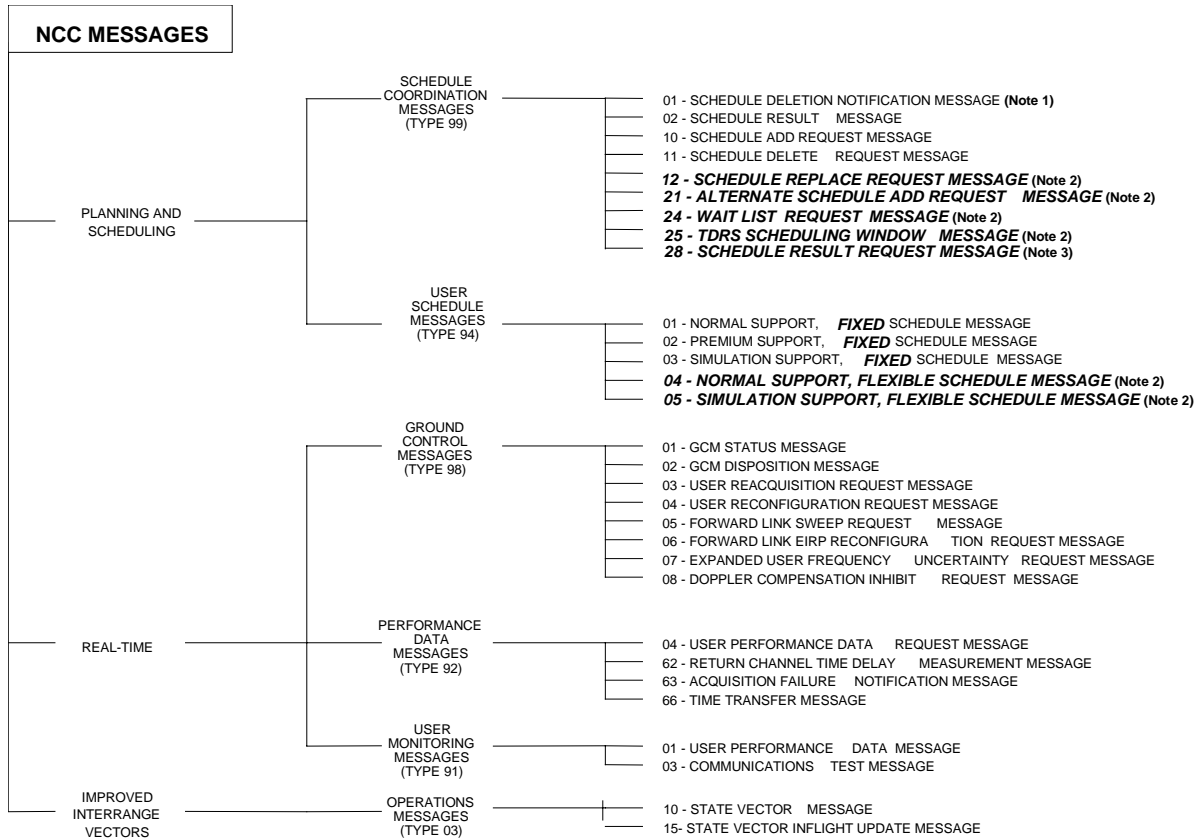 NCC MESSAGES
PLANNING AND
SCHEDULING
SCHEDULE
COORDINATION
MESSAGES
(TYPE 99)
01 - SCHEDULE DELETION NOTIFICATION MESSAGE (Note 1)
02 - SCHEDULE RESULT MESSAGE
10 - SCHEDULE ADD REQUEST MESSAGE
11 - SCHEDULE DELETE REQUEST MESSAGE
12 - SCHEDULE REPLACE REQUEST MESSAGE (Note 2)
21 - ALTERNATE SCHEDULE ADD REQUEST MESSAGE (Note 2)
24 - WAIT LIST REQUEST MESSAGE (Note 2)
25 - TDRS SCHEDULING WINDOW MESSAGE (Note 2)
28 - SCHEDULE RESULT REQUEST MESSAGE (Note 3)
USER
SCHEDULE
MESSAGES
(TYPE 94)
01 - NORMAL SUPPORT, FIXED SCHEDULE MESSAGE
02 - PREMIUM SUPPORT, FIXED SCHEDULE MESSAGE
03 - SIMULATION SUPPORT, FIXED SCHEDULE MESSAGE
04 - NORMAL SUPPORT, FLEXIBLE SCHEDULE MESSAGE (Note 2)
05 - SIMULATION SUPPORT, FLEXIBLE SCHEDULE MESSAGE (Note 2)
REAL-TIME
GROUND
CONTROL
MESSAGES
(TYPE 98)
01 - GCM STATUS MESSAGE
02 - GCM DISPOSITION MESSAGE
03 - USER REACQUISITION REQUEST MESSAGE
04 - USER RECONFIGURATION REQUEST MESSAGE
05 - FORWARD LINK SWEEP REQUEST MESSAGE
06 - FORWARD LINK EIRP RECONFIGURA TION REQUEST MESSAGE
07 - EXPANDED USER FREQUENCY UNCERTAINTY REQUEST MESSAGE
08 - DOPPLER COMPENSATION INHIBIT REQUEST MESSAGE
PERFORMANCE
DATA
MESSAGES
(TYPE 92)
04 - USER PERFORMANCE DATA REQUEST MESSAGE
62 - RETURN CHANNEL TIME DELAY MEASUREMENT MESSAGE
63 - ACQUISITION FAILURE NOTIFICATION MESSAGE
66 - TIME TRANSFER MESSAGE
USER
MONITORING
MESSAGES
(TYPE 91)
01 - USER PERFORMANCE DATA MESSAGE
03 - COMMUNICATIONS TEST MESSAGE
IMPROVED
INTERRANGE
VECTORS
OPERATIONS
MESSAGES
(TYPE 03)
10 - STATE VECTOR MESSAGE
15- STATE VECTOR INFLIGHT UPDATE MESSAGE